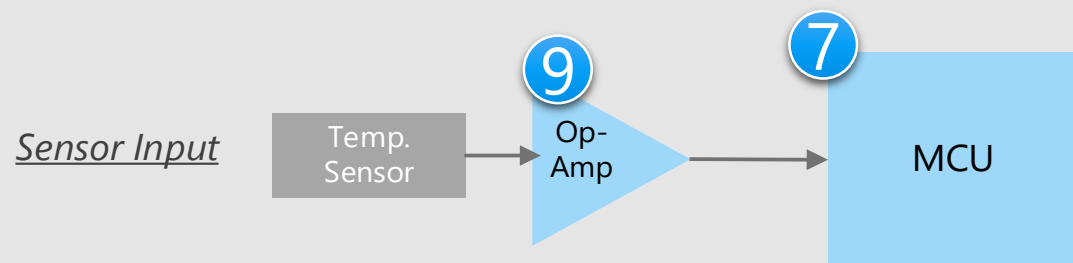 7
9
Sensor Input
Temp.
Sensor
Op-
Amp
MCU